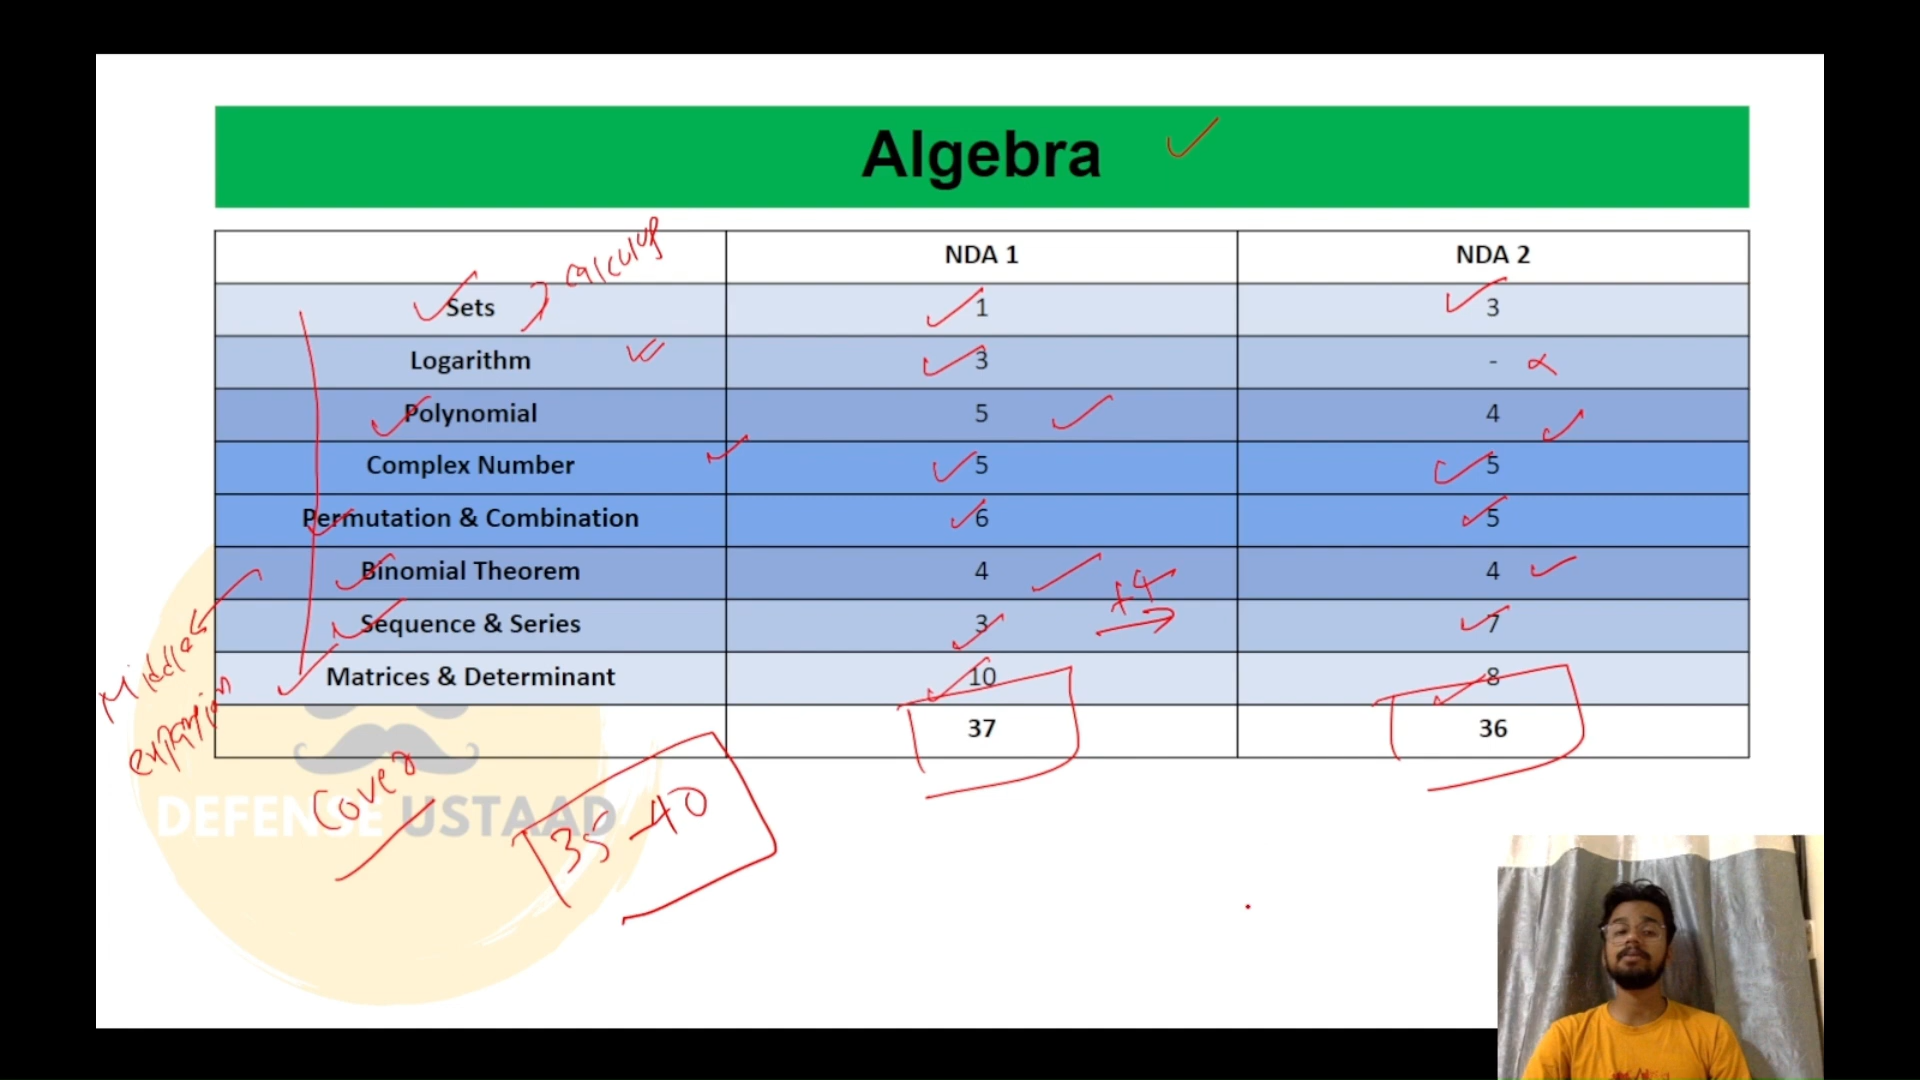 Algebra
NDA 1 NDA 2
calculus
Sets 1 3
Logarithm 3 -
Polynomial 5 4
Complex Number 5 5
Permutation & Combination 6 5
Binomial Theorem 4 4
+4
Sequence & Series 3 7
Matrices & Determinant 10 8
37 36
Middle
expansion
Cover
35-40
DEFENSE USTAAD